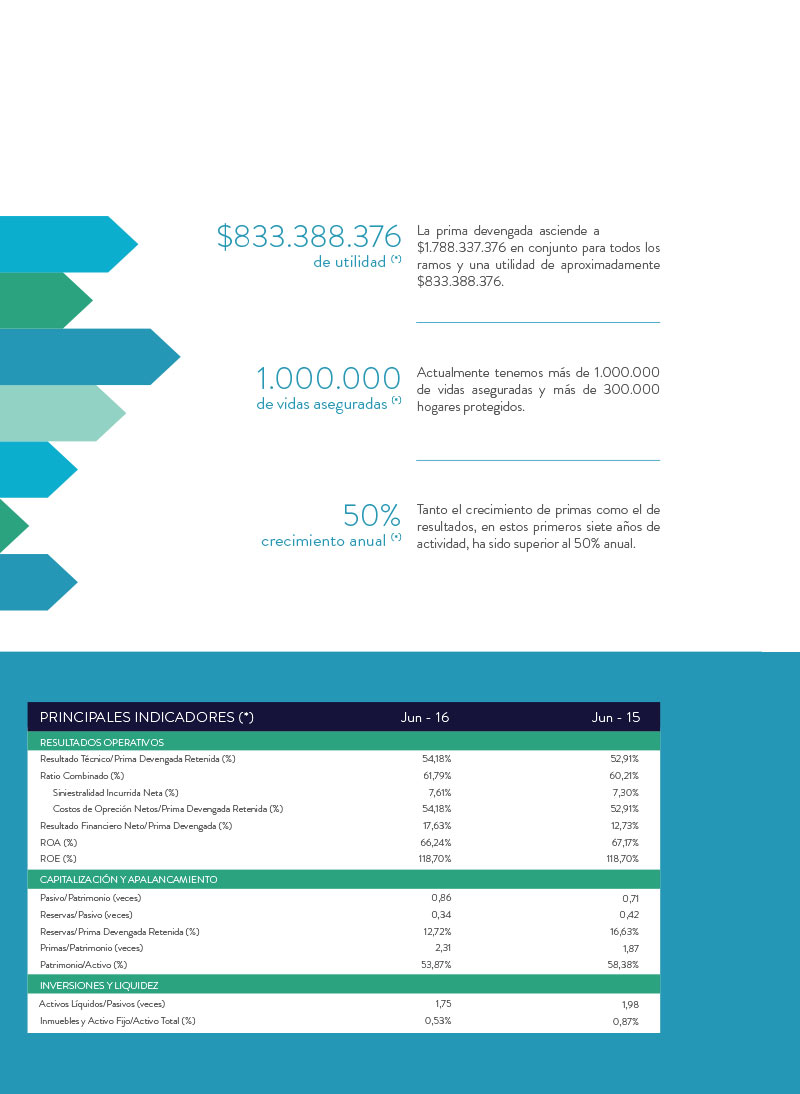 $833.388.376
de utilidad (*)
La prima devengada asciende a
$1.788.337.376 en conjunto para todos los
ramos y una utilidad de aproximadamente
$833.388.376.
1.000.000
de vidas aseguradas (*)
Actualmente tenemos más de 1.000.000
de vidas aseguradas y más de 300.000
hogares protegidos.
50%
crecimiento anual (*)
Tanto el crecimiento de primas como el de
resultados, en estos primeros siete años de
actividad, ha sido superior al 50% anual.
PRINCIPALES INDICADORES (*) Jun - 16 Jun - 15
RESULTADOS OPERATIVOS
Resultado Técnico/Prima Devengada Retenida (%) 54,18% 52,91%
Ratio Combinado (%) 61,79% 60,21%
Siniestralidad Incurrida Neta (%) 7,61% 7,30%
Costos de Opreción Netos/Prima Devengada Retenida (%) 54,18% 52,91%
Resultado Financiero Neto/Prima Devengada (%) 17,63% 12,73%
ROA (%) 66,24% 67,17%
ROE (%) 118,70% 118,70%
CAPITALIZACIÓN Y APALANCAMIENTO
Pasivo/Patrimonio (veces) 0,86 0,71
Reservas/Pasivo (veces) 0,34 0,42
Reservas/Prima Devengada Retenida (%) 12,72% 16,63%
Primas/Patrimonio (veces) 2,31 1,87
Patrimonio/Activo (%) 53,87% 58,38%
INVERSIONES Y LIQUIDEZ
Activos Líquidos/Pasivos (veces) 1,75 1,98
Inmuebles y Activo Fijo/Activo Total (%) 0,53% 0,87%